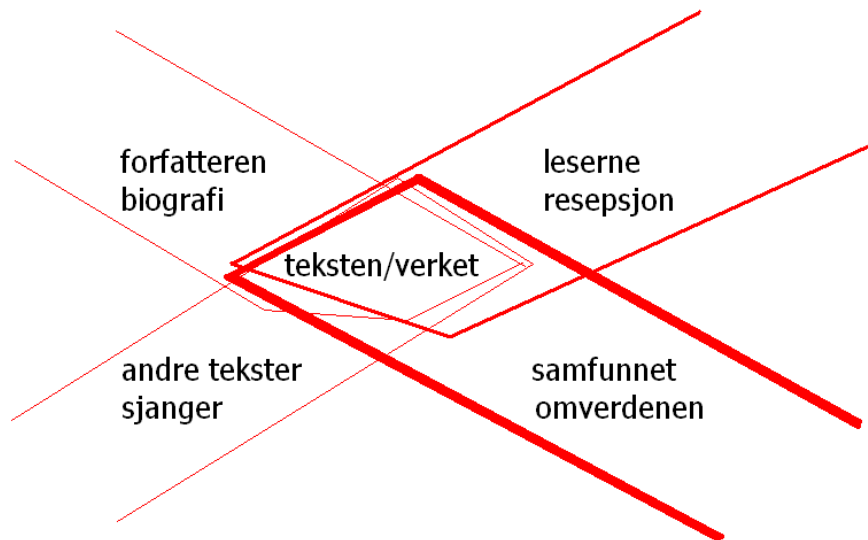 forfatteren
biografi
leserne
resepsjon
teksten/verket
andre tekster
sjanger
samfunnet
omverdenen